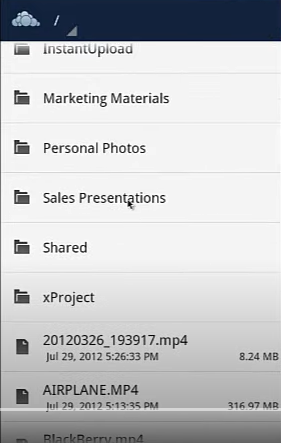 /
InstantUpload
Marketing Materials
Personal Photos
Sales Presentations
Shared
xProject
20120326_193917.mp4
Jul 29, 2012 5:26:33 PM 8.24 MB
AIRPLANE.MP4
Jul 29, 2012 5:13:35 PM 316.97 MB
BlackBerry.mp4